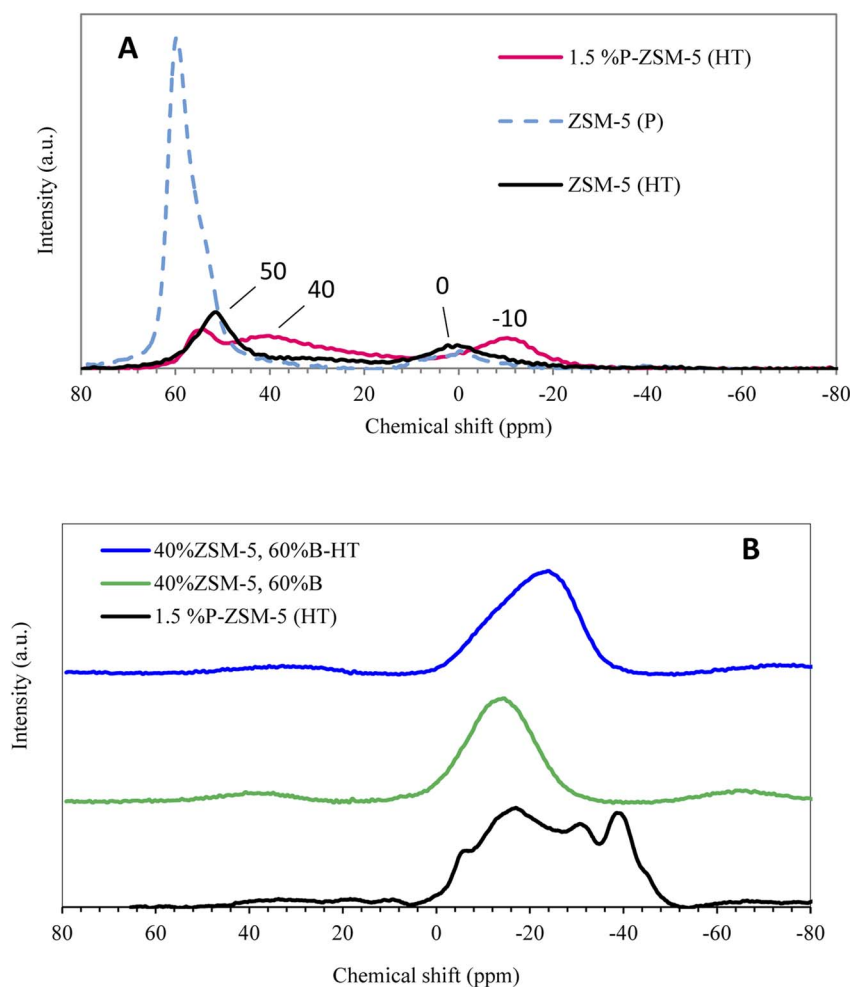 A
1.5 %P-ZSM-5 (HT)
ZSM-5 (P)
ZSM-5 (HT)
Intensity (a.u.)
50
40
0
-10
80 60 40 20 0 -20 -40 -60 -80
Chemical shift (ppm)
B
40%ZSM-5, 60%B-HT
40%ZSM-5, 60%B
1.5 %P-ZSM-5 (HT)
Intensity (a.u.)
80 60 40 20 0 -20 -40 -60 -80
Chemical shift (ppm)